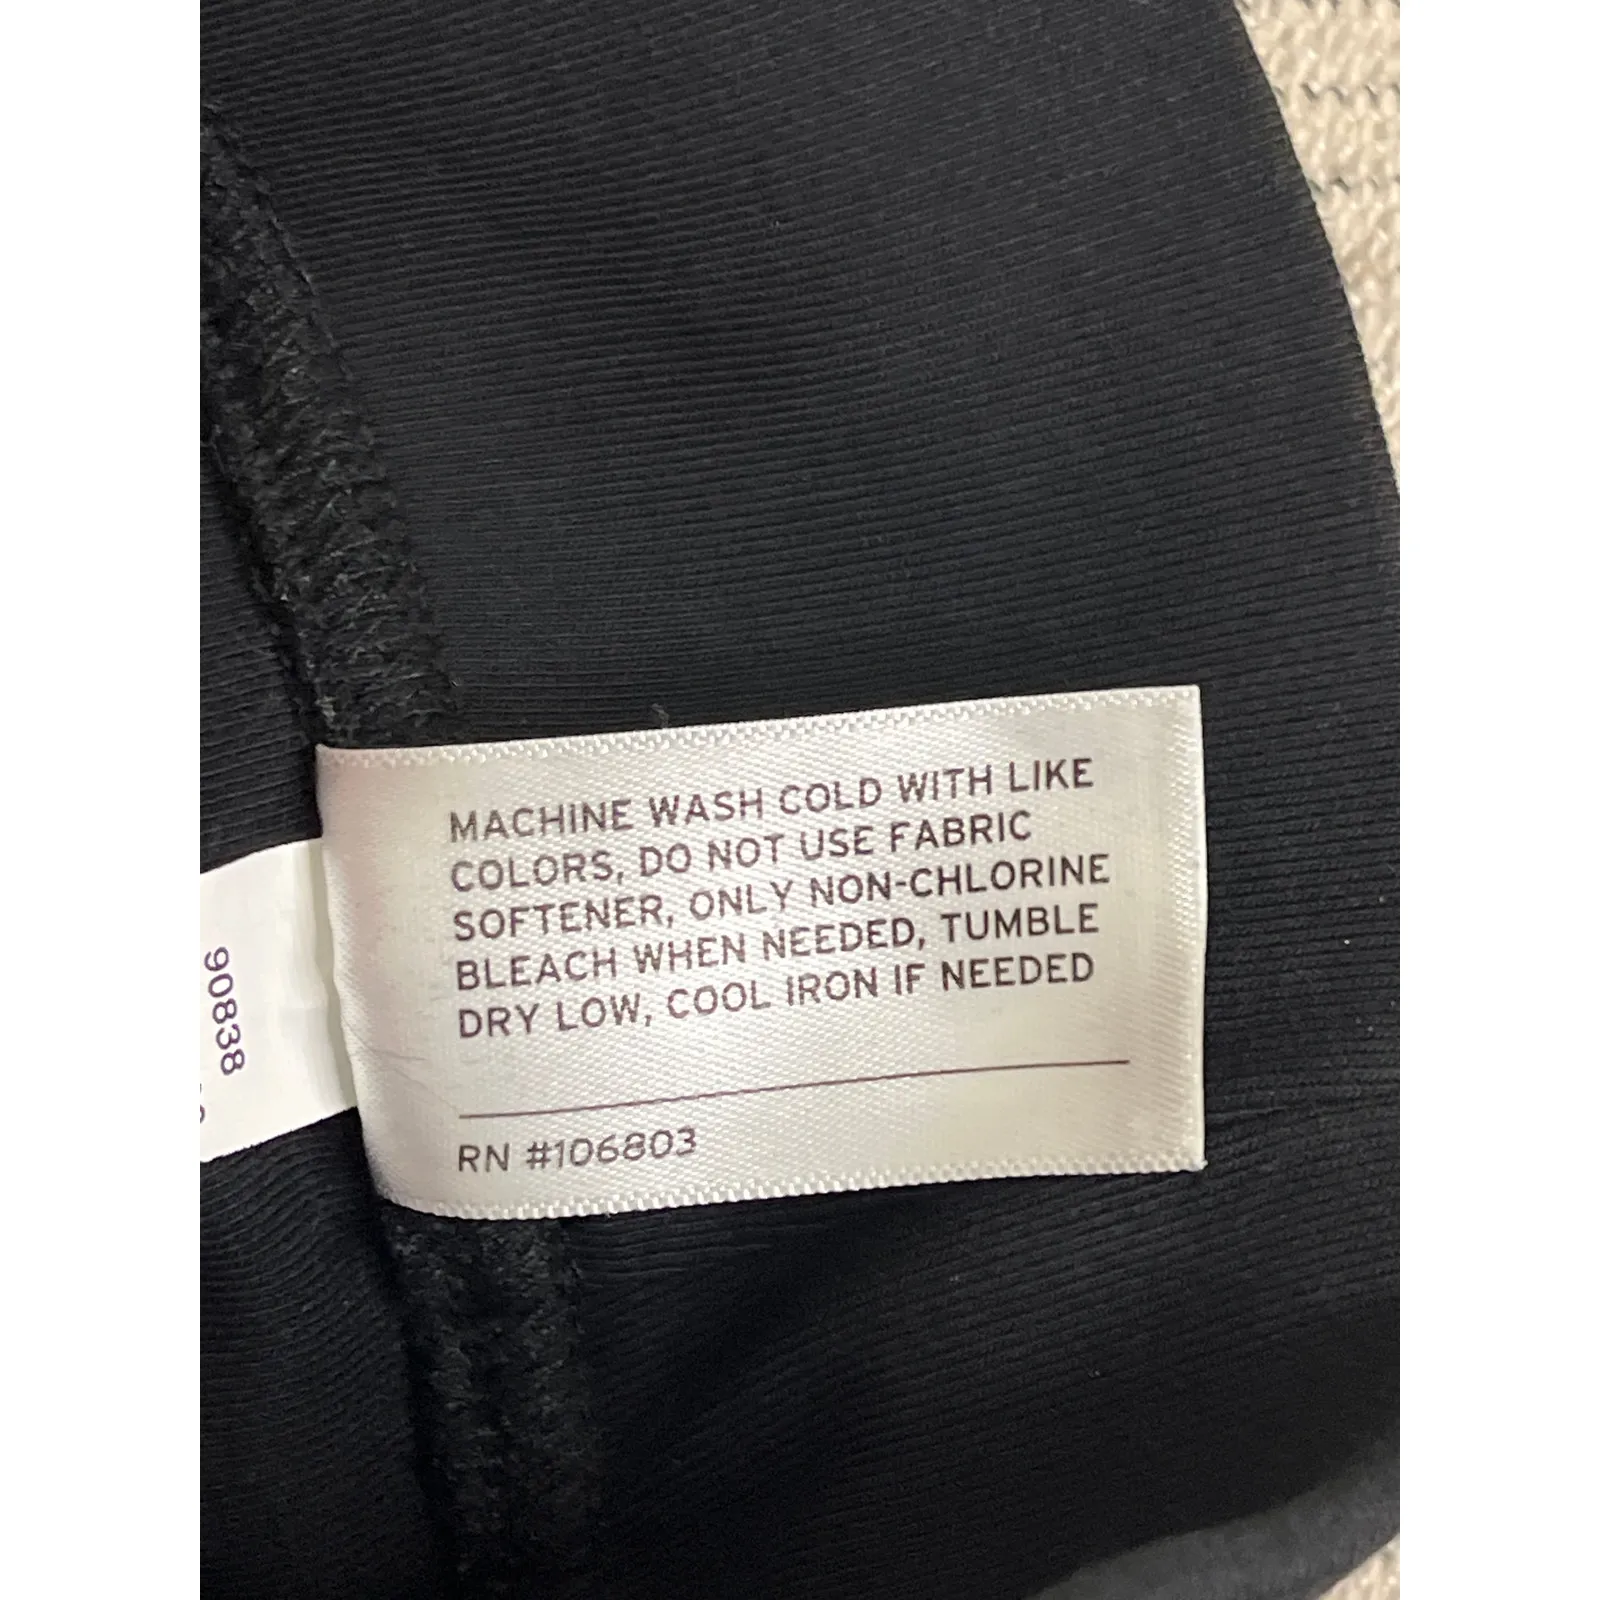 MACHINE WASH COLD WITH LIKE
COLORS, DO NOT USE FABRIC
SOFTENER, ONLY NON-CHLORINE
BLEACH WHEN NEEDED, TUMBLE
DRY LOW, COOL IRON IF NEEDED
RN #106803
90838